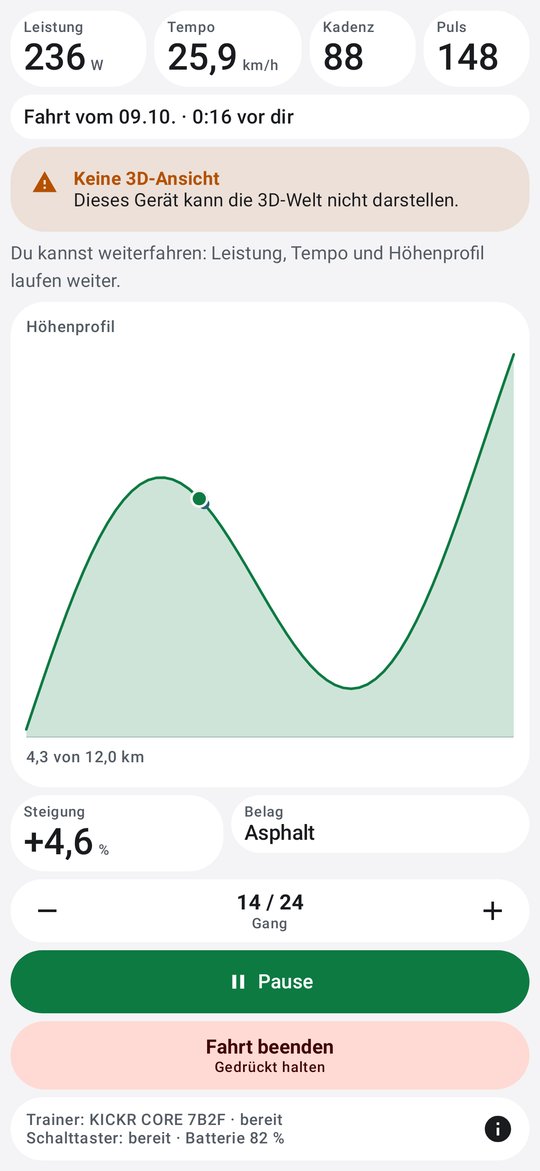 Leistung
236 W
Tempo
25,9 km/h
Kadenz
88
Puls
148
Fahrt vom 09.10. · 0:16 vor dir
Keine 3D-Ansicht
Dieses Gerät kann die 3D-Welt nicht darstellen.
Du kannst weiterfahren: Leistung, Tempo und Höhenprofil
laufen weiter.
Höhenprofil
4,3 von 12,0 km
Steigung
+4,6 %
Belag
Asphalt
14 / 24
Gang
Pause
Fahrt beenden
Gedrückt halten
Trainer: KICKR CORE 7B2F · bereit
Schalttaster: bereit · Batterie 82 %